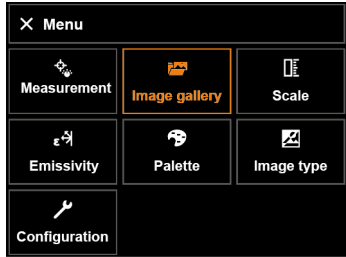 Menu
Measurement
Image gallery
Scale
ε
Emissivity
Palette
Image type
Configuration